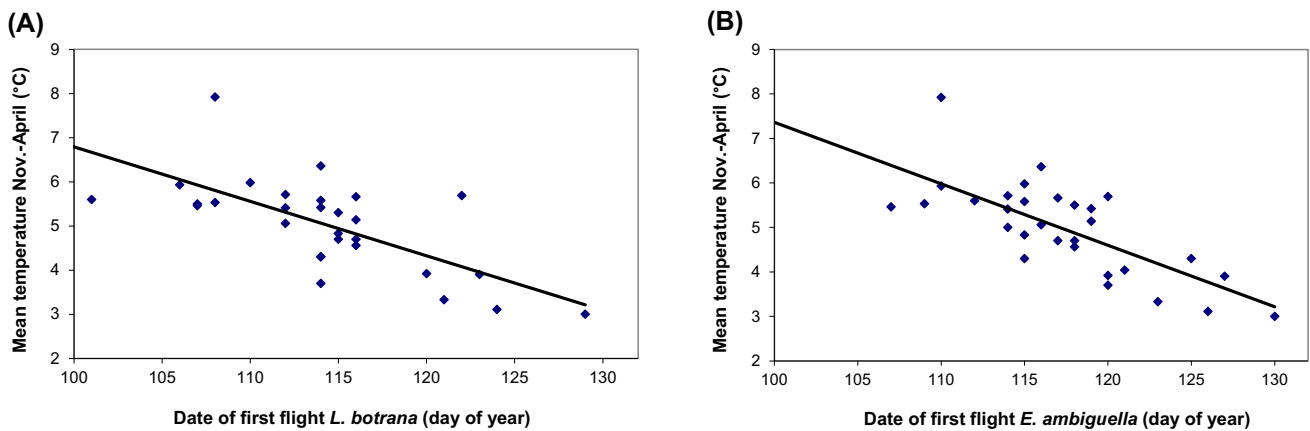 (A)
Mean temperature Nov.-April (°C)
9
8
7
6
5
4
3
2
100 105 110 115 120 125 130
Date of first flight L. botrana (day of year)
(B)
Mean temperature Nov.-April (°C)
9
8
7
6
5
4
3
2
100 105 110 115 120 125 130
Date of first flight E. ambiguella (day of year)